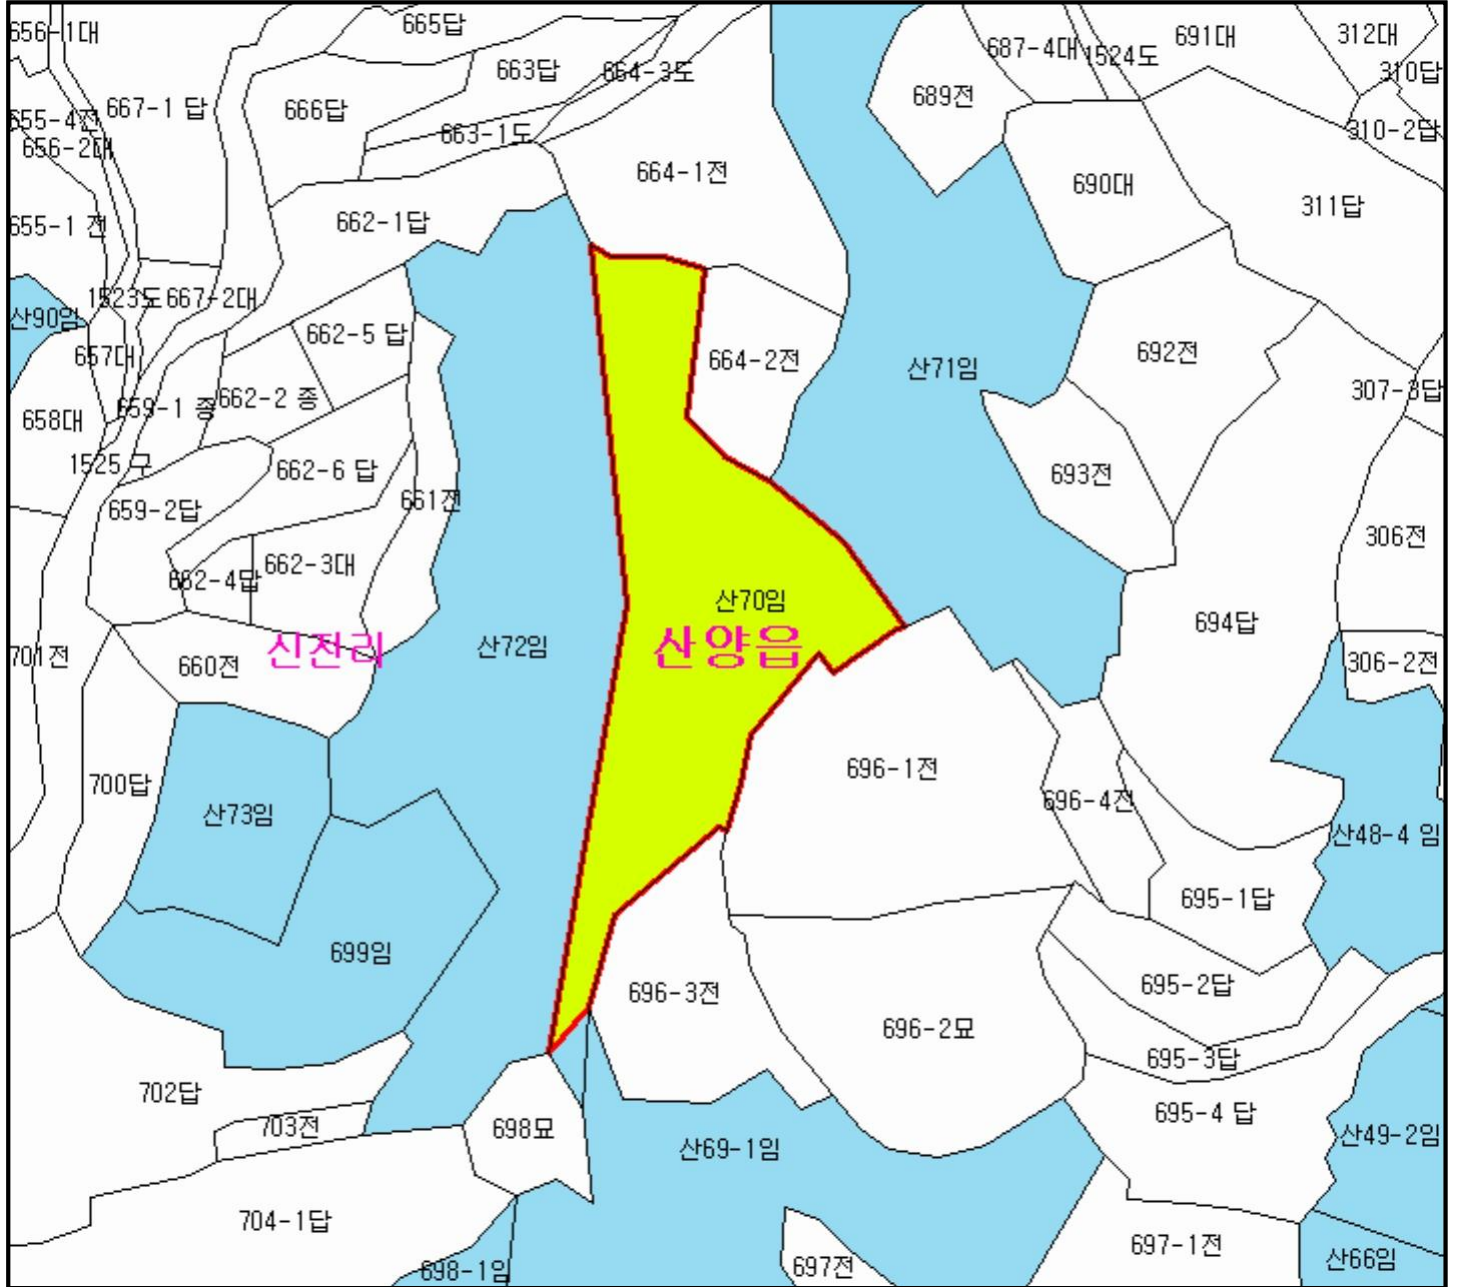 656-1대
665답
687-4대
1524도
691대
312대
663답
664-3도
310답
689전
655-4전
667-1 답
666답
663-1도
310-2답
656-2대
664-1전
690대
311답
655-1 전
662-1답
1523도
667-2대
산90임
662-5 답
657대
664-2전
산71임
692전
307-3답
659-1 종
662-2 종
658대
1525 구
662-6 답
693전
661전
659-2답
306전
662-4답
662-3대
산70임
694답
신전리
산양읍
701전
660전
산72임
306-2전
700답
696-1전
산73임
696-4전
산48-4 임
695-1답
699임
696-3전
695-2답
696-2묘
695-3답
702답
703전
698묘
695-4 답
산49-2임
산69-1임
704-1답
697-1전
산66임
698-1임
697전